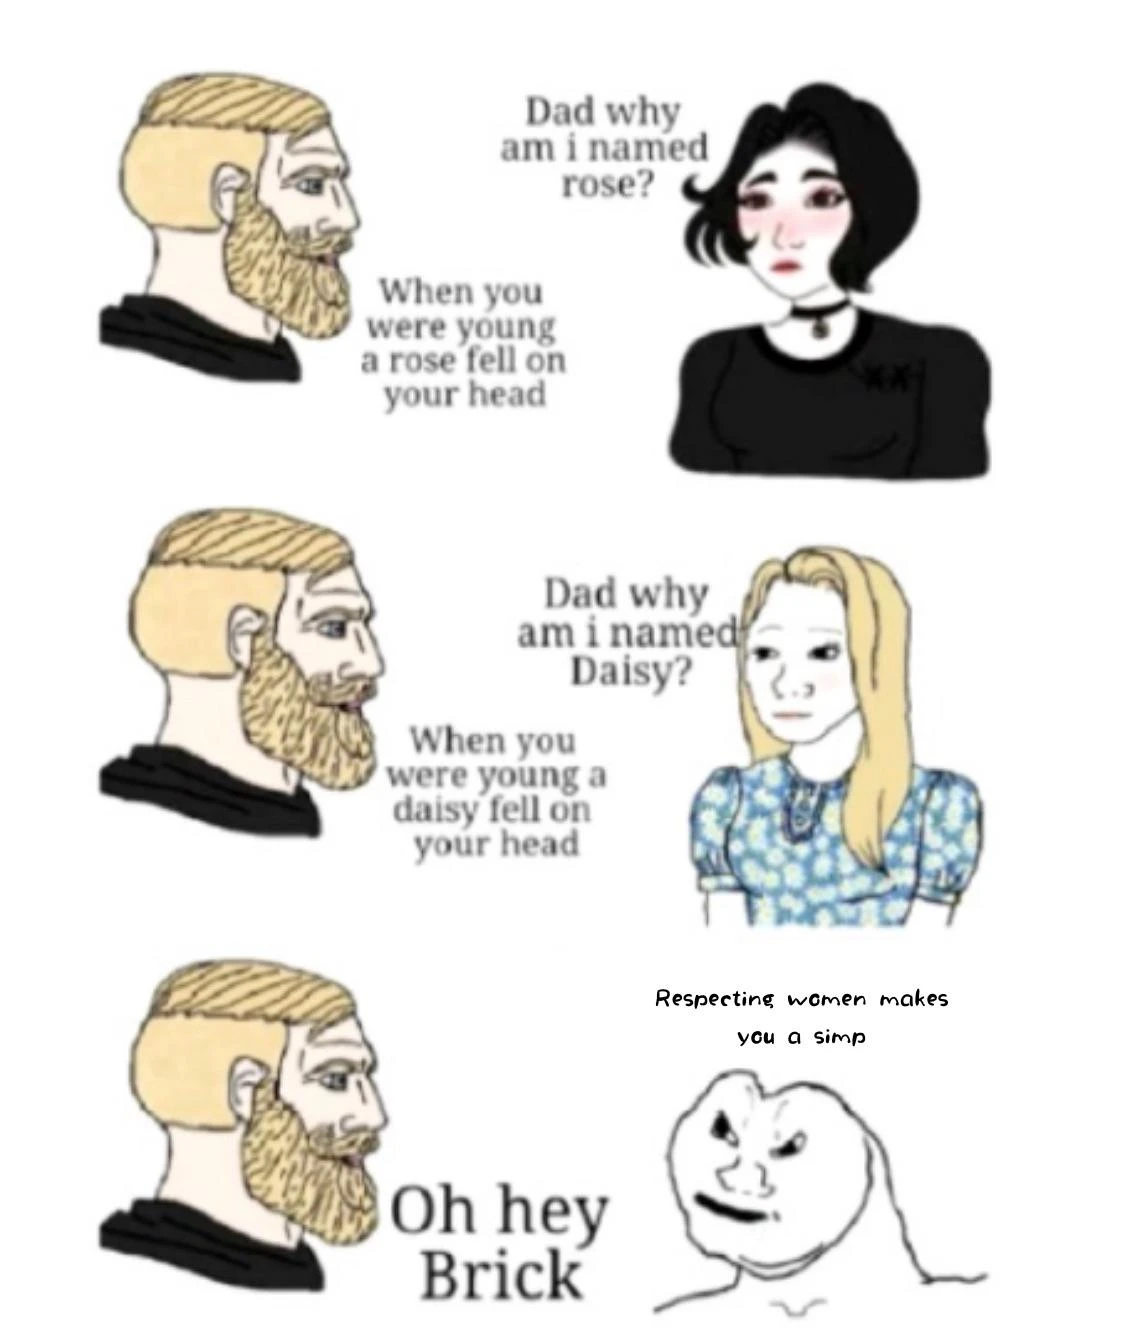 Dad why
am i named
rose?
When you
were young
a rose fell on
your head
Dad why
am i named
Daisy?
When you
were young a
daisy fell on
your head
Respecting women makes
you a simp
Oh hey
Brick